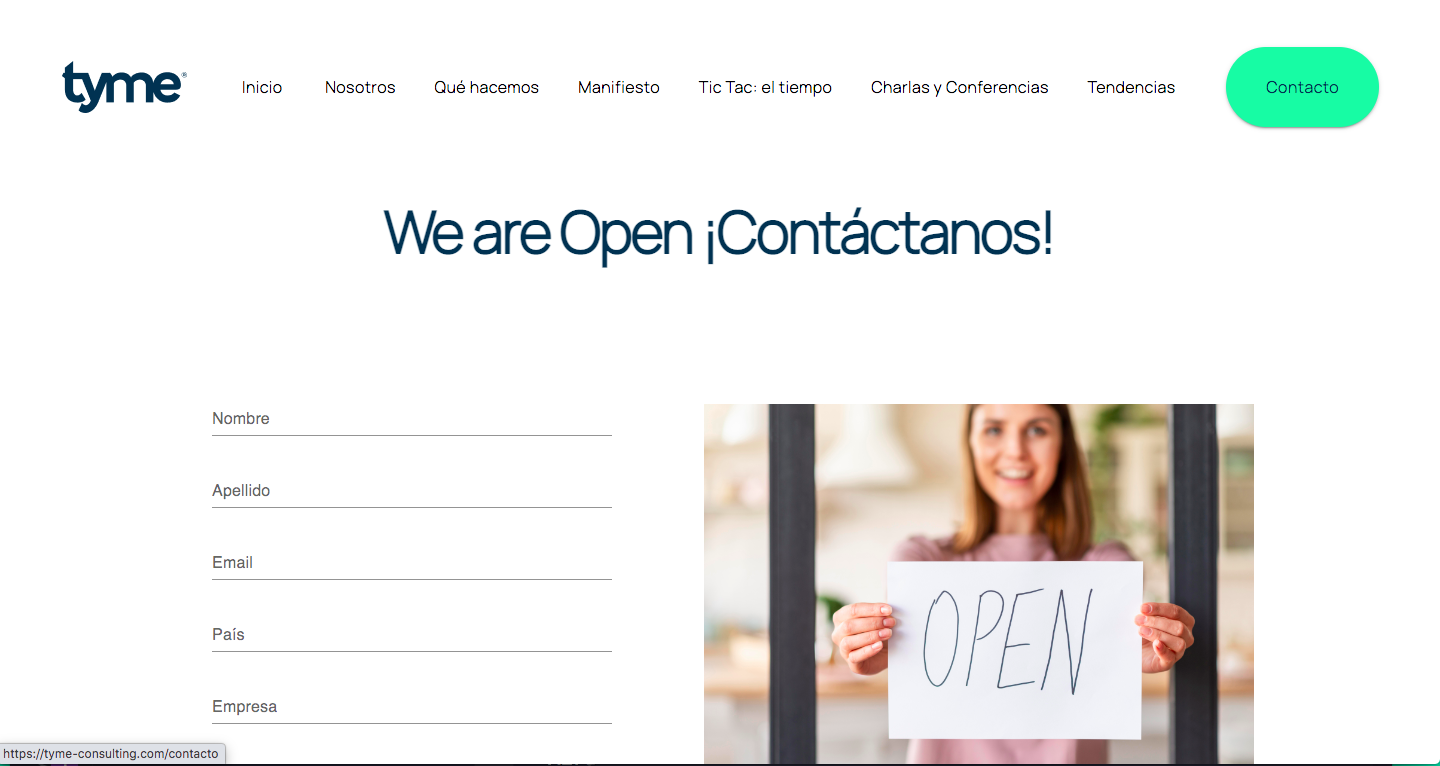 tyme®
Inicio Nosotros Qué hacemos Manifiesto Tic Tac: el tiempo Charlas y Conferencias Tendencias Contacto
We are Open ¡Contáctanos!
Nombre
Apellido
Email
País
Empresa
OPEN
https://tyme-consulting.com/contacto